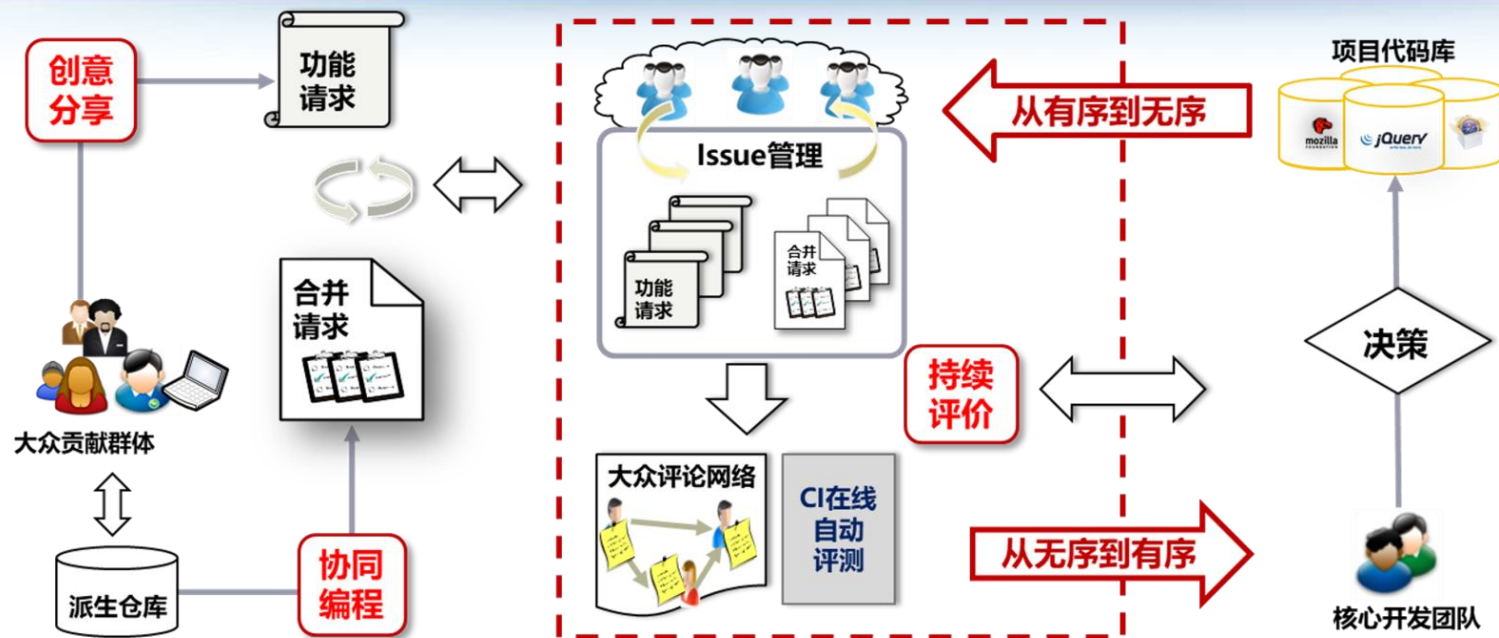 创意
分享
功能
请求
合并
请求
大众贡献群体
派生仓库
协同
编程
Issue管理
功能
请求
合并
请求
持续
评价
大众评论网络
CI在线
自动
评测
从有序到无序
从无序到有序
项目代码库
mozilla
FOUNDATION
jQuery
决策
核心开发团队